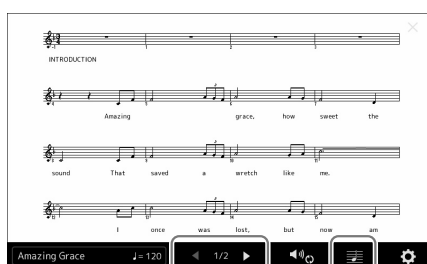 INTRODUCTION
Amazing grace, how sweet the
sound That saved a wretch like me.
I once was lost, but now am
Amazing Grace ♩= 120 1/2